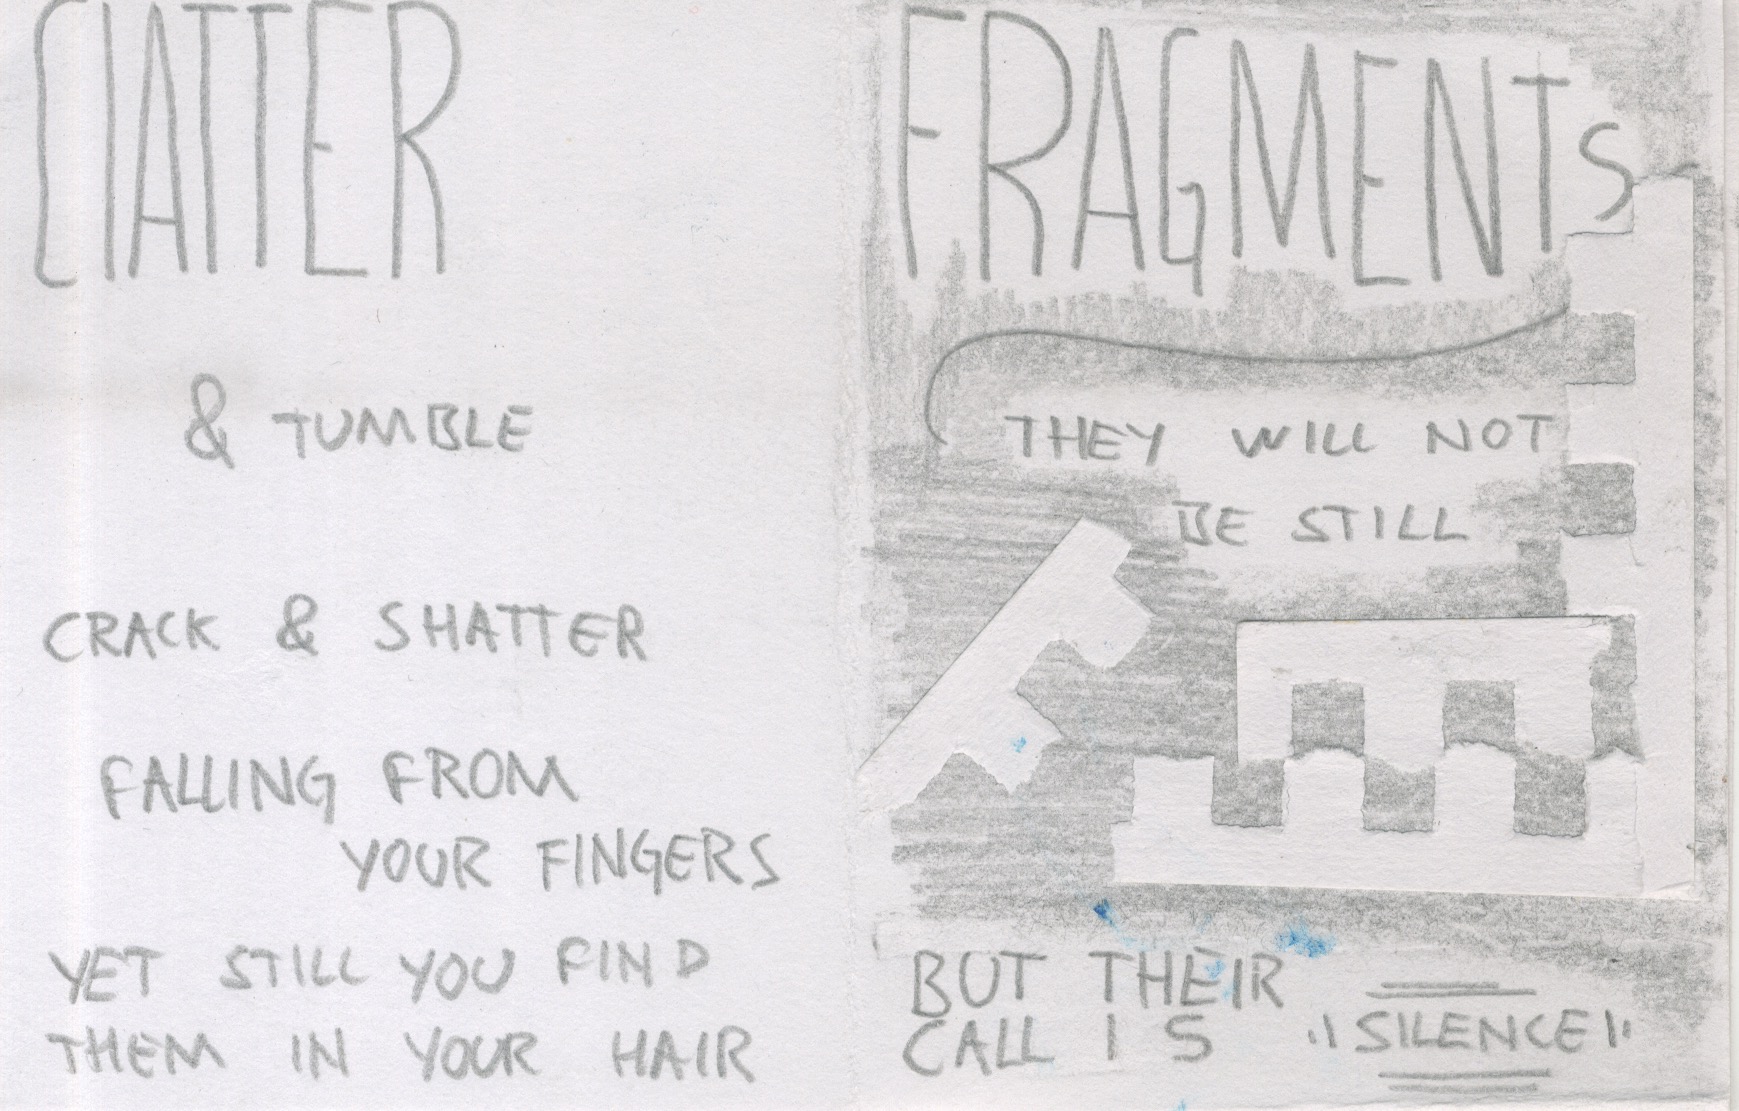 CLATTER
& TUMBLE
CRACK & SHATTER
FALLING FROM
YOUR FINGERS
YET STILL YOU FIND
THEM IN YOUR HAIR
FRAGMENTS
THEY WILL NOT
BE STILL
BUT THEIR
CALL IS "SILENCE"